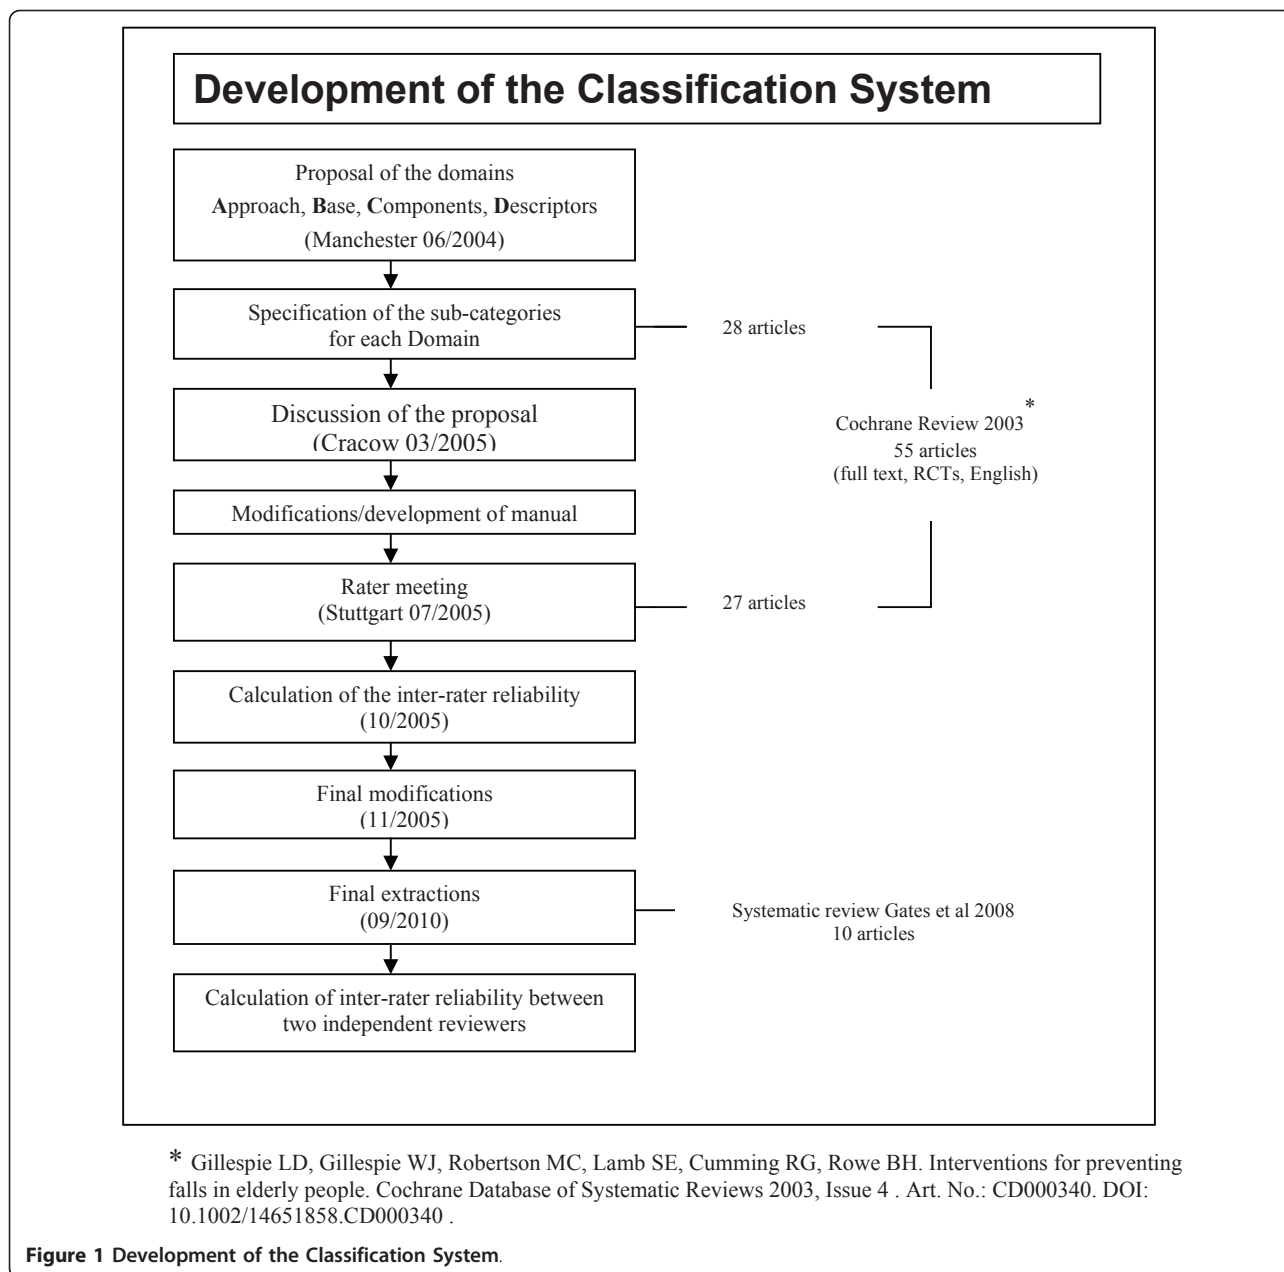 Development of the Classification System
Proposal of the domains
Approach, Base, Components, Descriptors
(Manchester 06/2004)
Specification of the sub-categories
for each Domain
28 articles
Discussion of the proposal
(Cracow 03/2005)
*
Cochrane Review 2003
55 articles
(full text, RCTs, English)
Modifications/development of manual
Rater meeting
(Stuttgart 07/2005)
27 articles
Calculation of the inter-rater reliability
(10/2005)
Final modifications
(11/2005)
Final extractions
(09/2010)
Systematic review Gates et al 2008
10 articles
Calculation of inter-rater reliability between
two independent reviewers
* Gillespie LD, Gillespie WJ, Robertson MC, Lamb SE, Cumming RG, Rowe BH. Interventions for preventing
falls in elderly people. Cochrane Database of Systematic Reviews 2003, Issue 4 . Art. No.: CD000340. DOI:
10.1002/14651858.CD000340 .
Figure 1 Development of the Classification System.